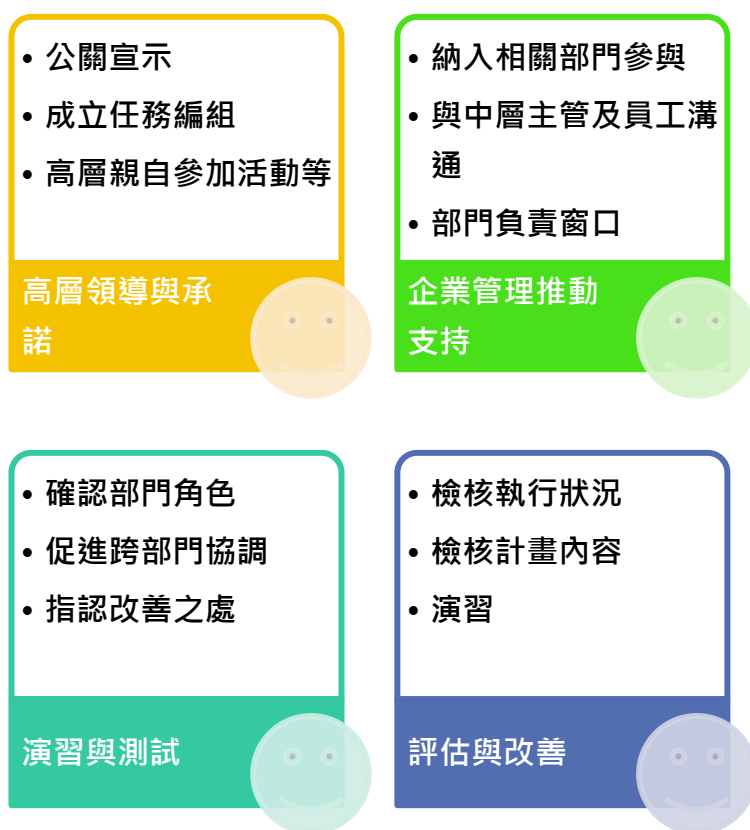 • 公關宣示
• 成立任務編組
• 高層親自參加活動等
高層領導與承
諾
• 納入相關部門參與
• 與中層主管及員工溝
通
• 部門負責窗口
企業管理推動
支持
• 確認部門角色
• 促進跨部門協調
• 指認改善之處
演習與測試
• 檢核執行狀況
• 檢核計畫內容
• 演習
評估與改善